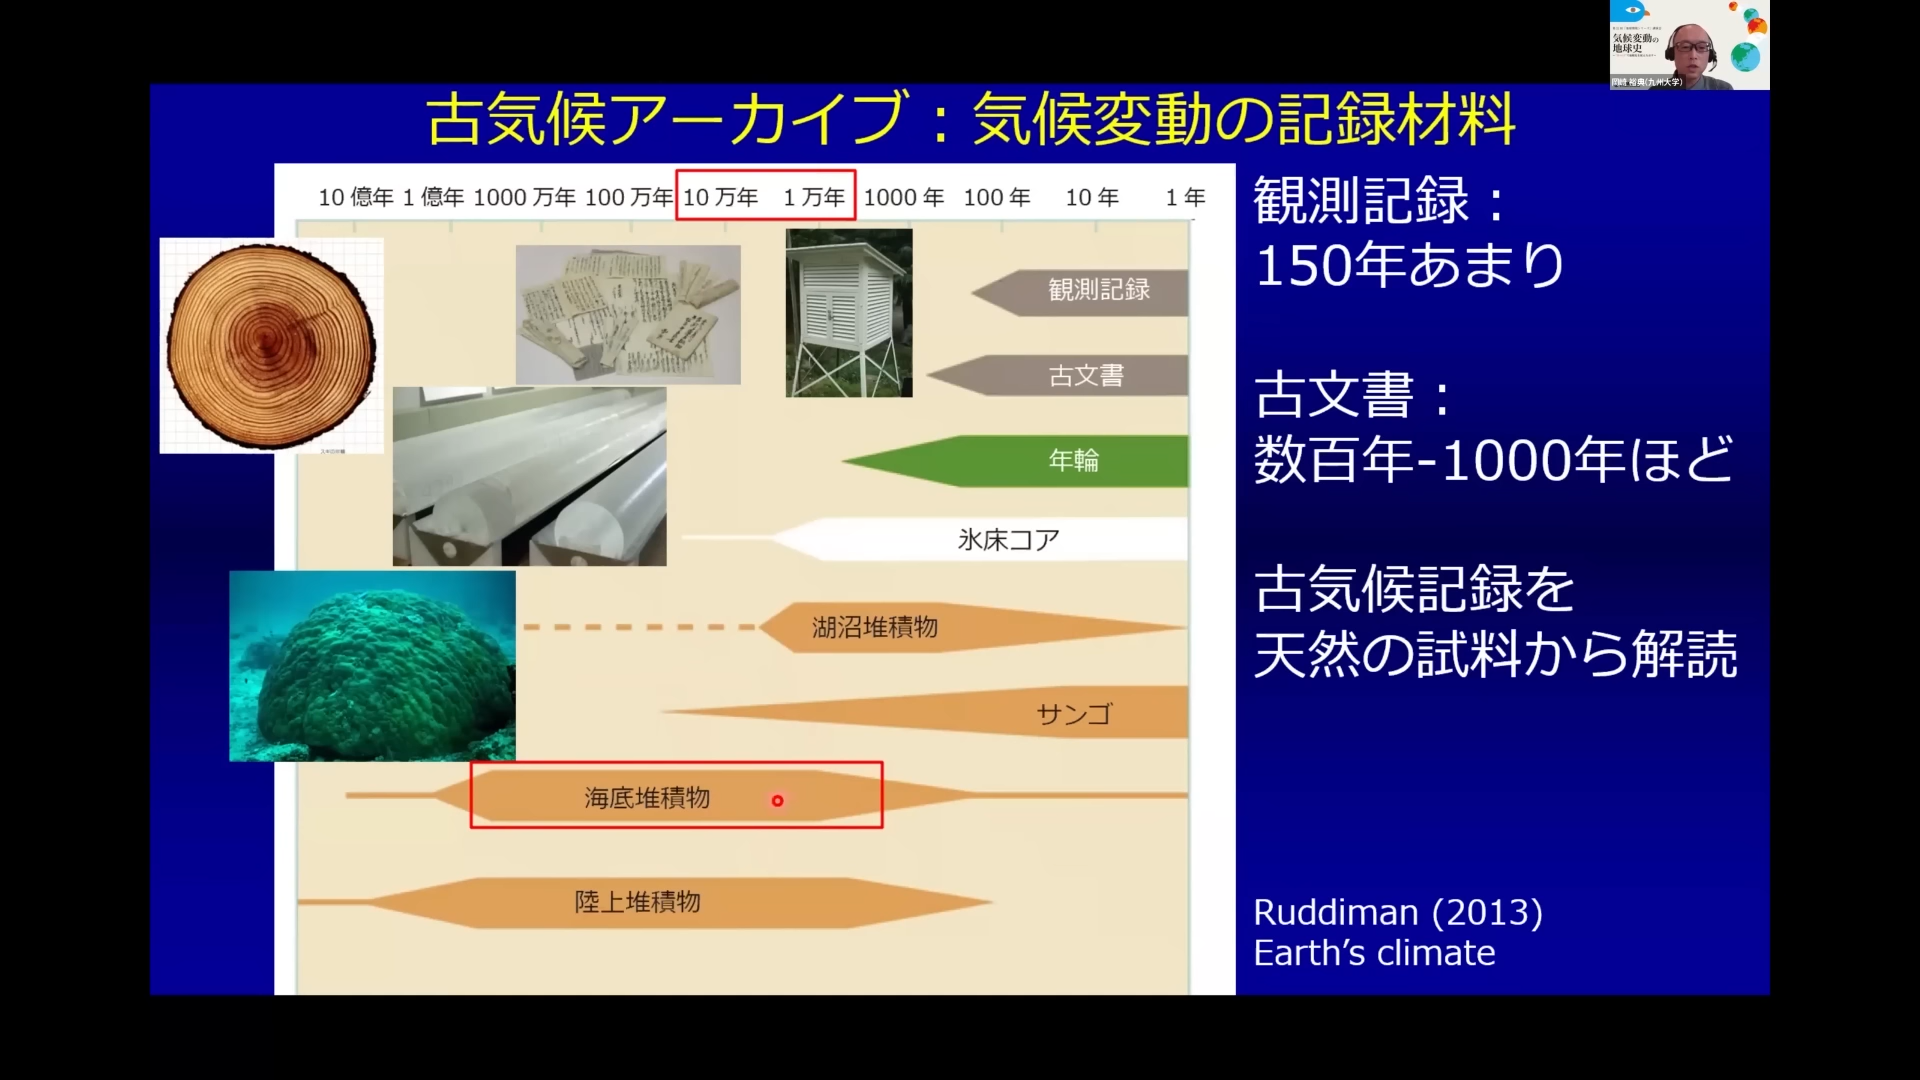 気候変動の
地球史
岡崎 裕典(九州大学)
古気候アーカイブ：気候変動の記録材料
10 億年 1 億年 1000 万年 100 万年 10 万年 1 万年 1000 年 100 年 10 年 1 年
観測記録
古文書
年輪
氷床コア
湖沼堆積物
サンゴ
海底堆積物
陸上堆積物
観測記録：
150年あまり
古文書：
数百年-1000年ほど
古気候記録を
天然の試料から解読
Ruddiman (2013)
Earth’s climate